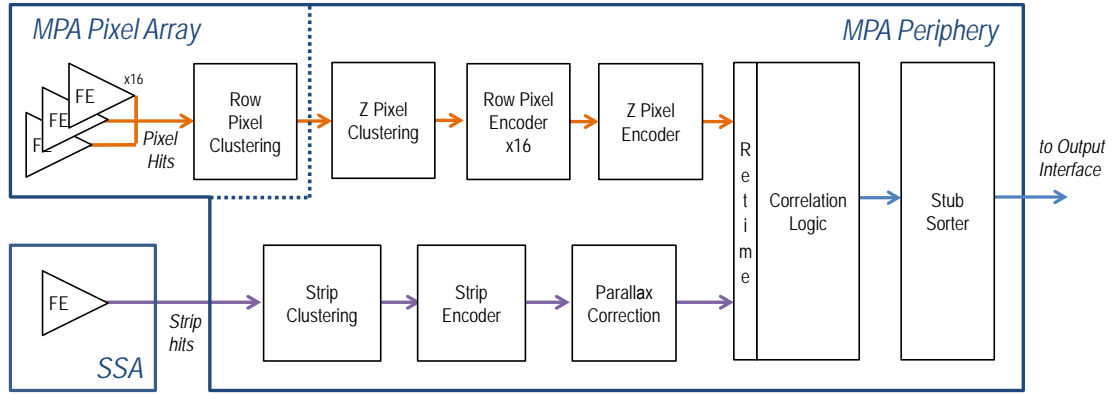 MPA Pixel Array
MPA Periphery
x16
FE
FE
FE
Pixel
Hits
Row
Pixel
Clustering
Z Pixel
Clustering
Row Pixel
Encoder
x16
Z Pixel
Encoder
R
e
t
i
m
e
Correlation
Logic
Stub
Sorter
to Output
Interface
FE
SSA
Strip
hits
Strip
Clustering
Strip
Encoder
Parallax
Correction